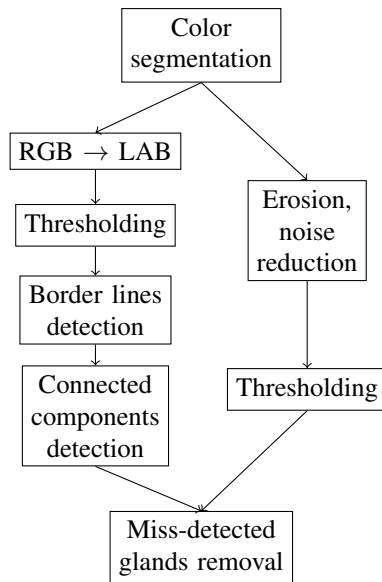 Color
segmentation
RGB → LAB
Thresholding
Border lines
detection
Connected
components
detection
Erosion,
noise
reduction
Thresholding
Miss-detected
glands removal